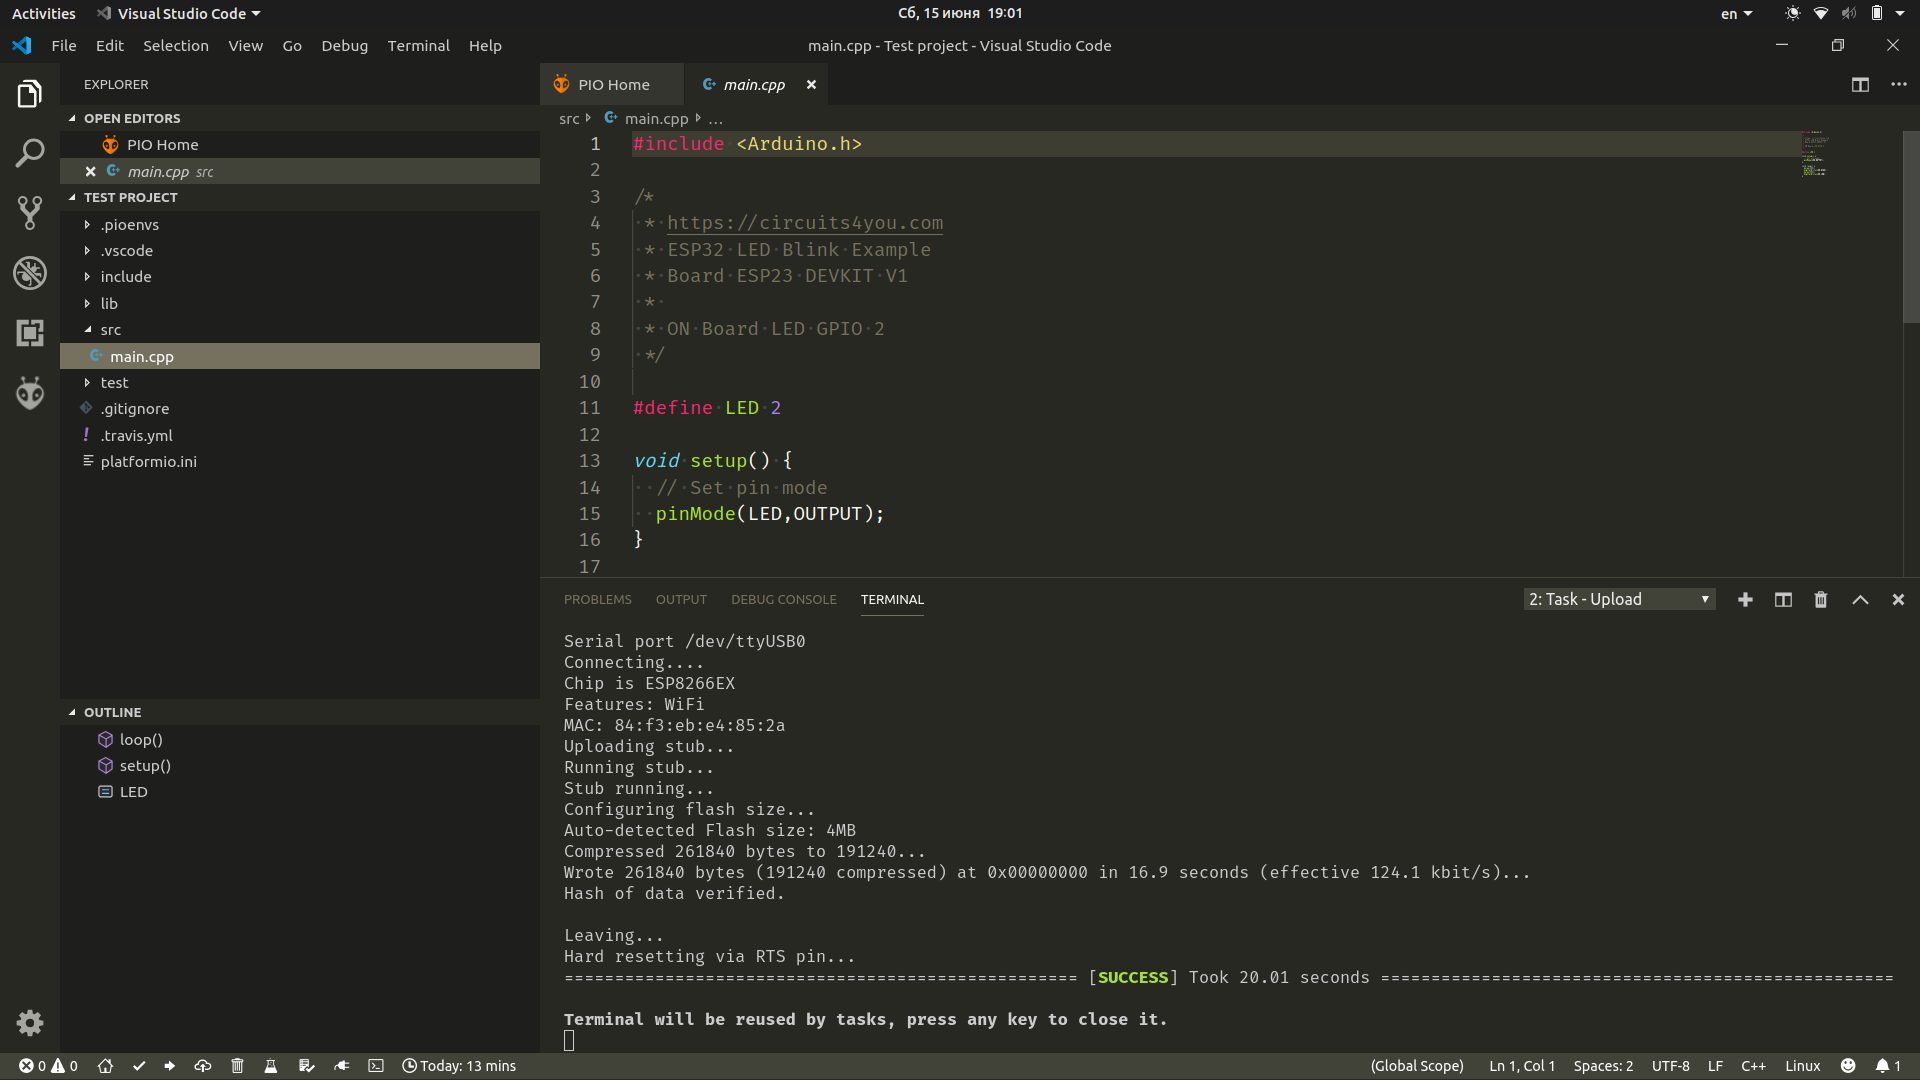 Activities Visual Studio Code Сб, 15 июня 19:01 en
File Edit Selection View Go Debug Terminal Help main.cpp - Test project - Visual Studio Code
EXPLORER
OPEN EDITORS
PIO Home
main.cpp src
TEST PROJECT
.pioenvs
.vscode
include
lib
src
main.cpp
test
.gitignore
.travis.yml
platformio.ini
OUTLINE
loop()
setup()
LED
PIO Home main.cpp
src main.cpp ...
1 #include <Arduino.h>
2
3 /*
4 * https://circuits4you.com
5 * ESP32 LED Blink Example
6 * Board ESP23 DEVKIT V1
7 *
8 * ON Board LED GPIO 2
9 */
10
11 #define LED 2
12
13 void setup() {
14 // Set pin mode
15 pinMode(LED,OUTPUT);
16 }
17
PROBLEMS OUTPUT DEBUG CONSOLE TERMINAL 2: Task - Upload
Serial port /dev/ttyUSB0
Connecting....
Chip is ESP8266EX
Features: WiFi
MAC: 84:f3:eb:e4:85:2a
Uploading stub...
Running stub...
Stub running...
Configuring flash size...
Auto-detected Flash size: 4MB
Compressed 261840 bytes to 191240...
Wrote 261840 bytes (191240 compressed) at 0x00000000 in 16.9 seconds (effective 124.1 kbit/s)...
Hash of data verified.
Leaving...
Hard resetting via RTS pin...
=================================================== [SUCCESS] Took 20.01 seconds ===================================================
Terminal will be reused by tasks, press any key to close it.
0 0 Today: 13 mins (Global Scope) Ln 1, Col 1 Spaces: 2 UTF-8 LF C++ Linux 1